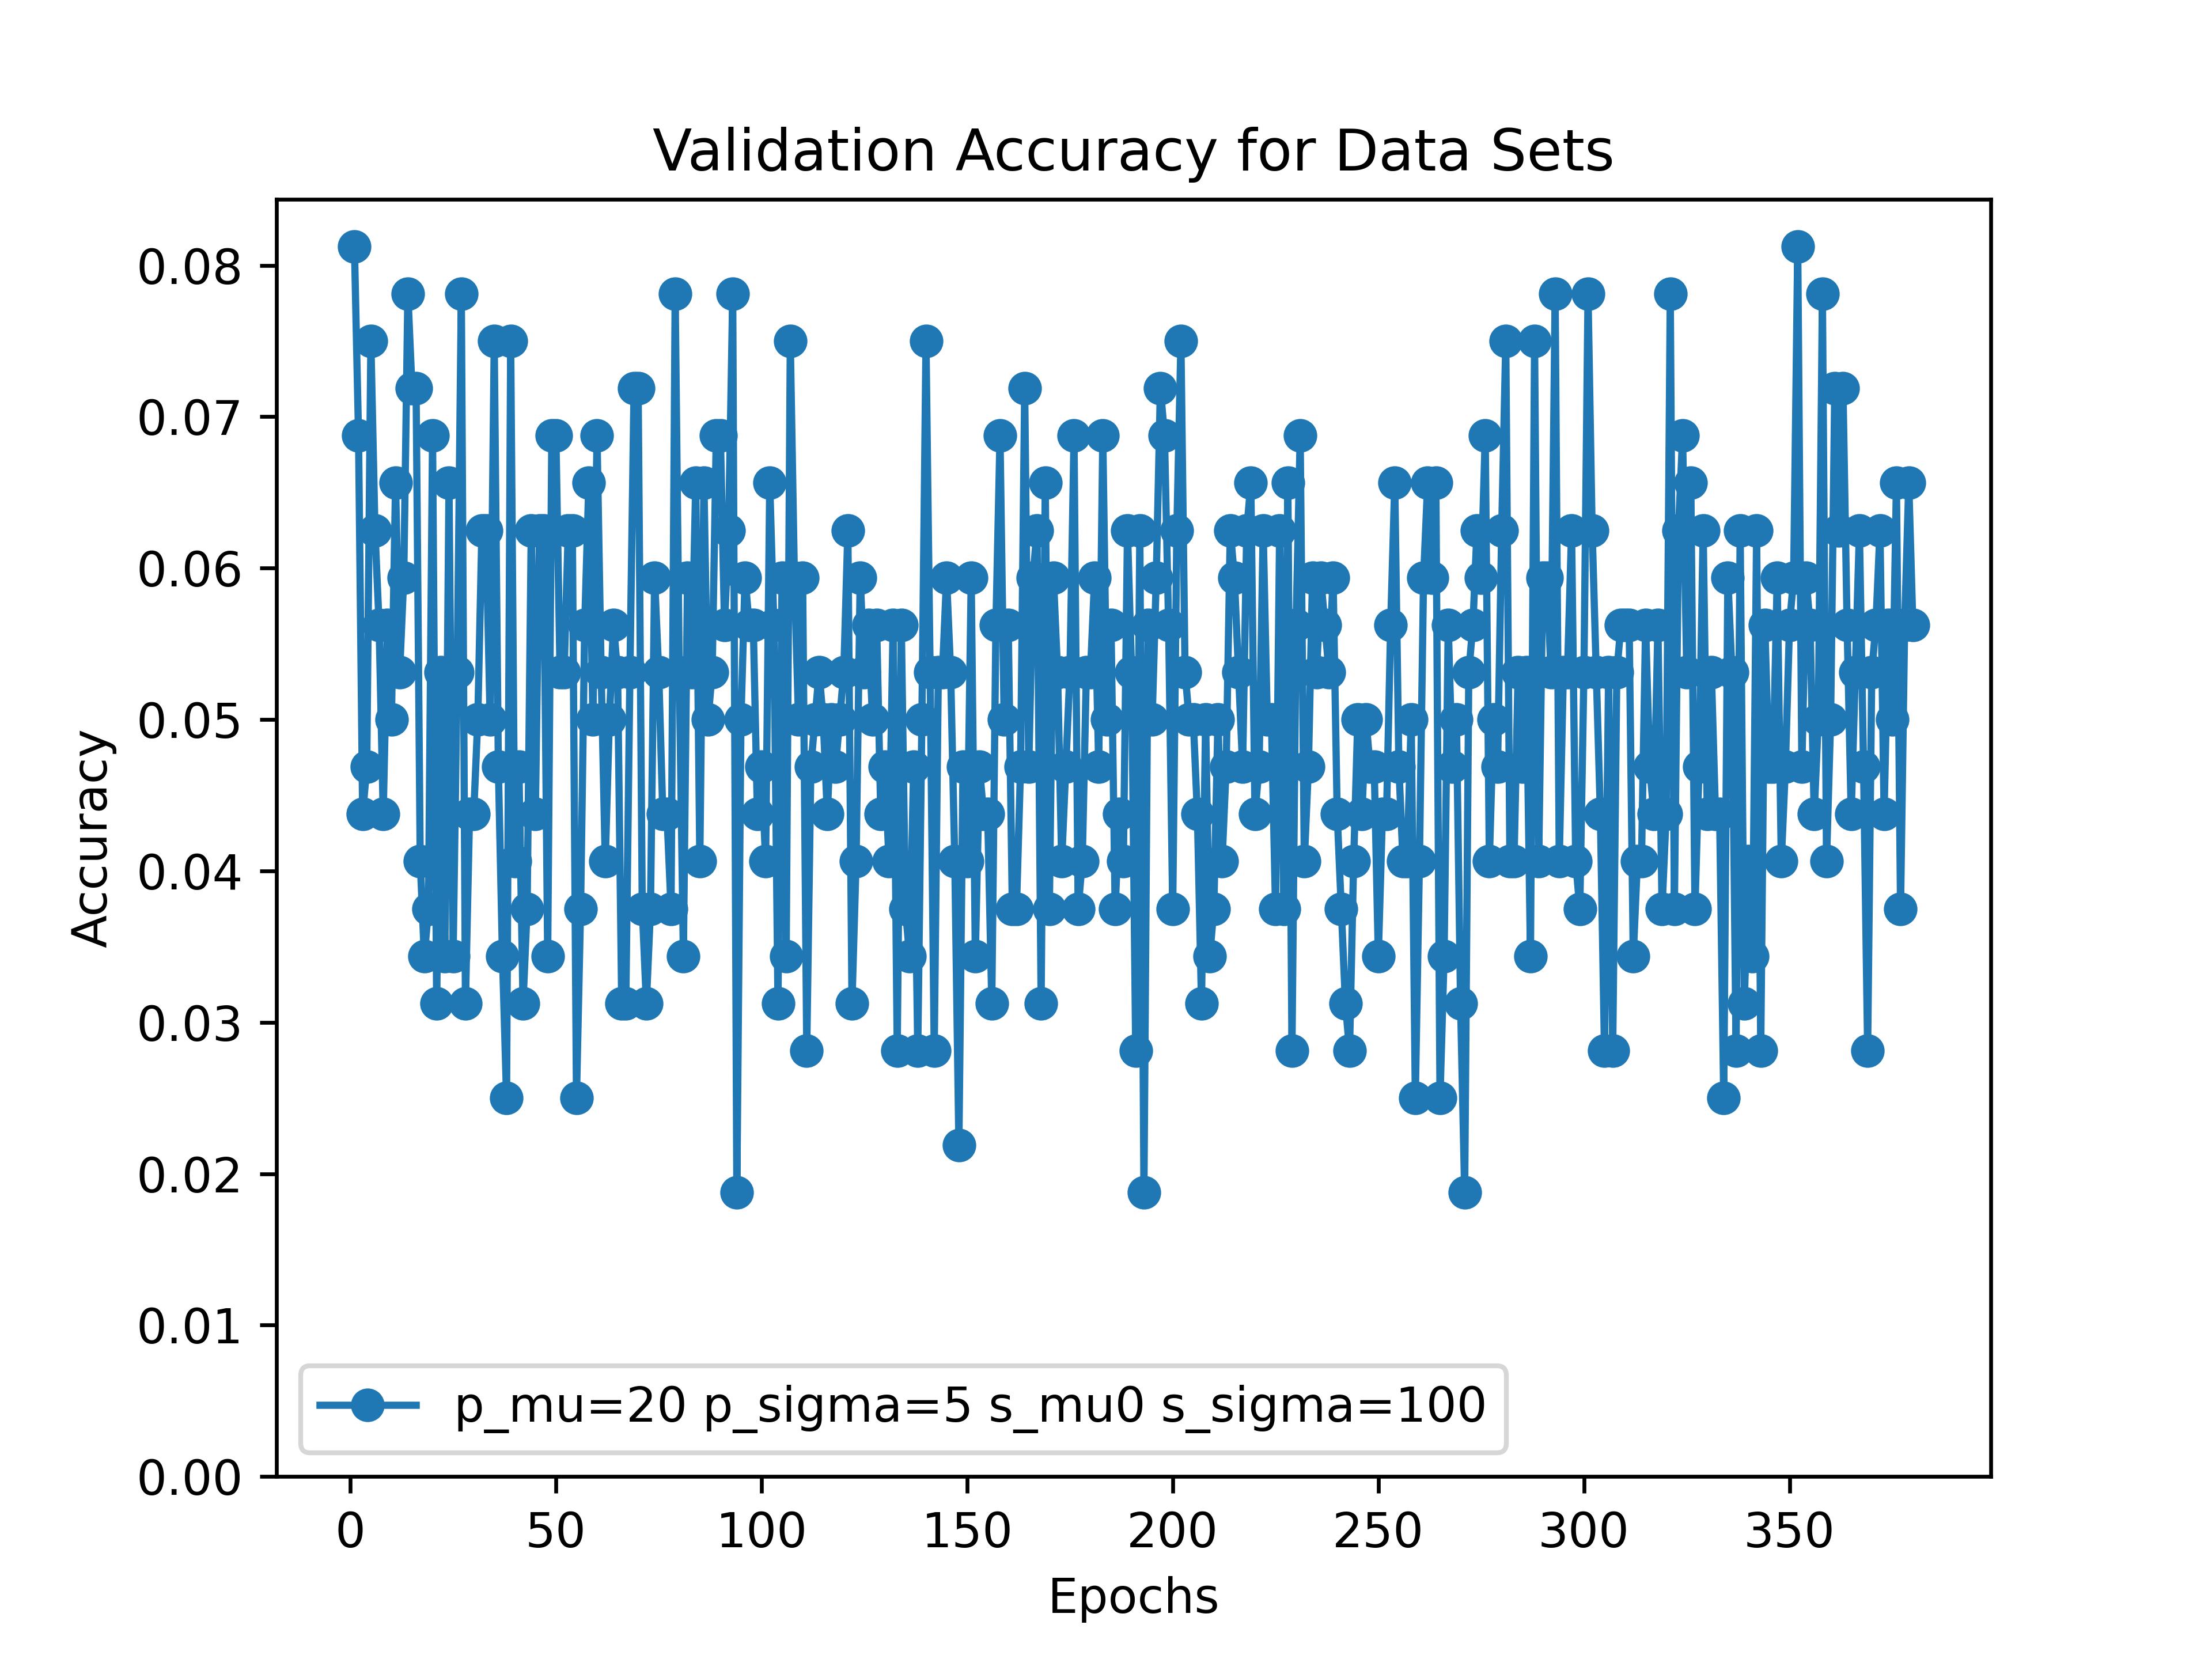 Validation Accuracy for Data Sets
Accuracy
0.08
0.07
0.06
0.05
0.04
0.03
0.02
0.01
0.00
p_mu=20 p_sigma=5 s_mu0 s_sigma=100
0 50 100 150 200 250 300 350
Epochs